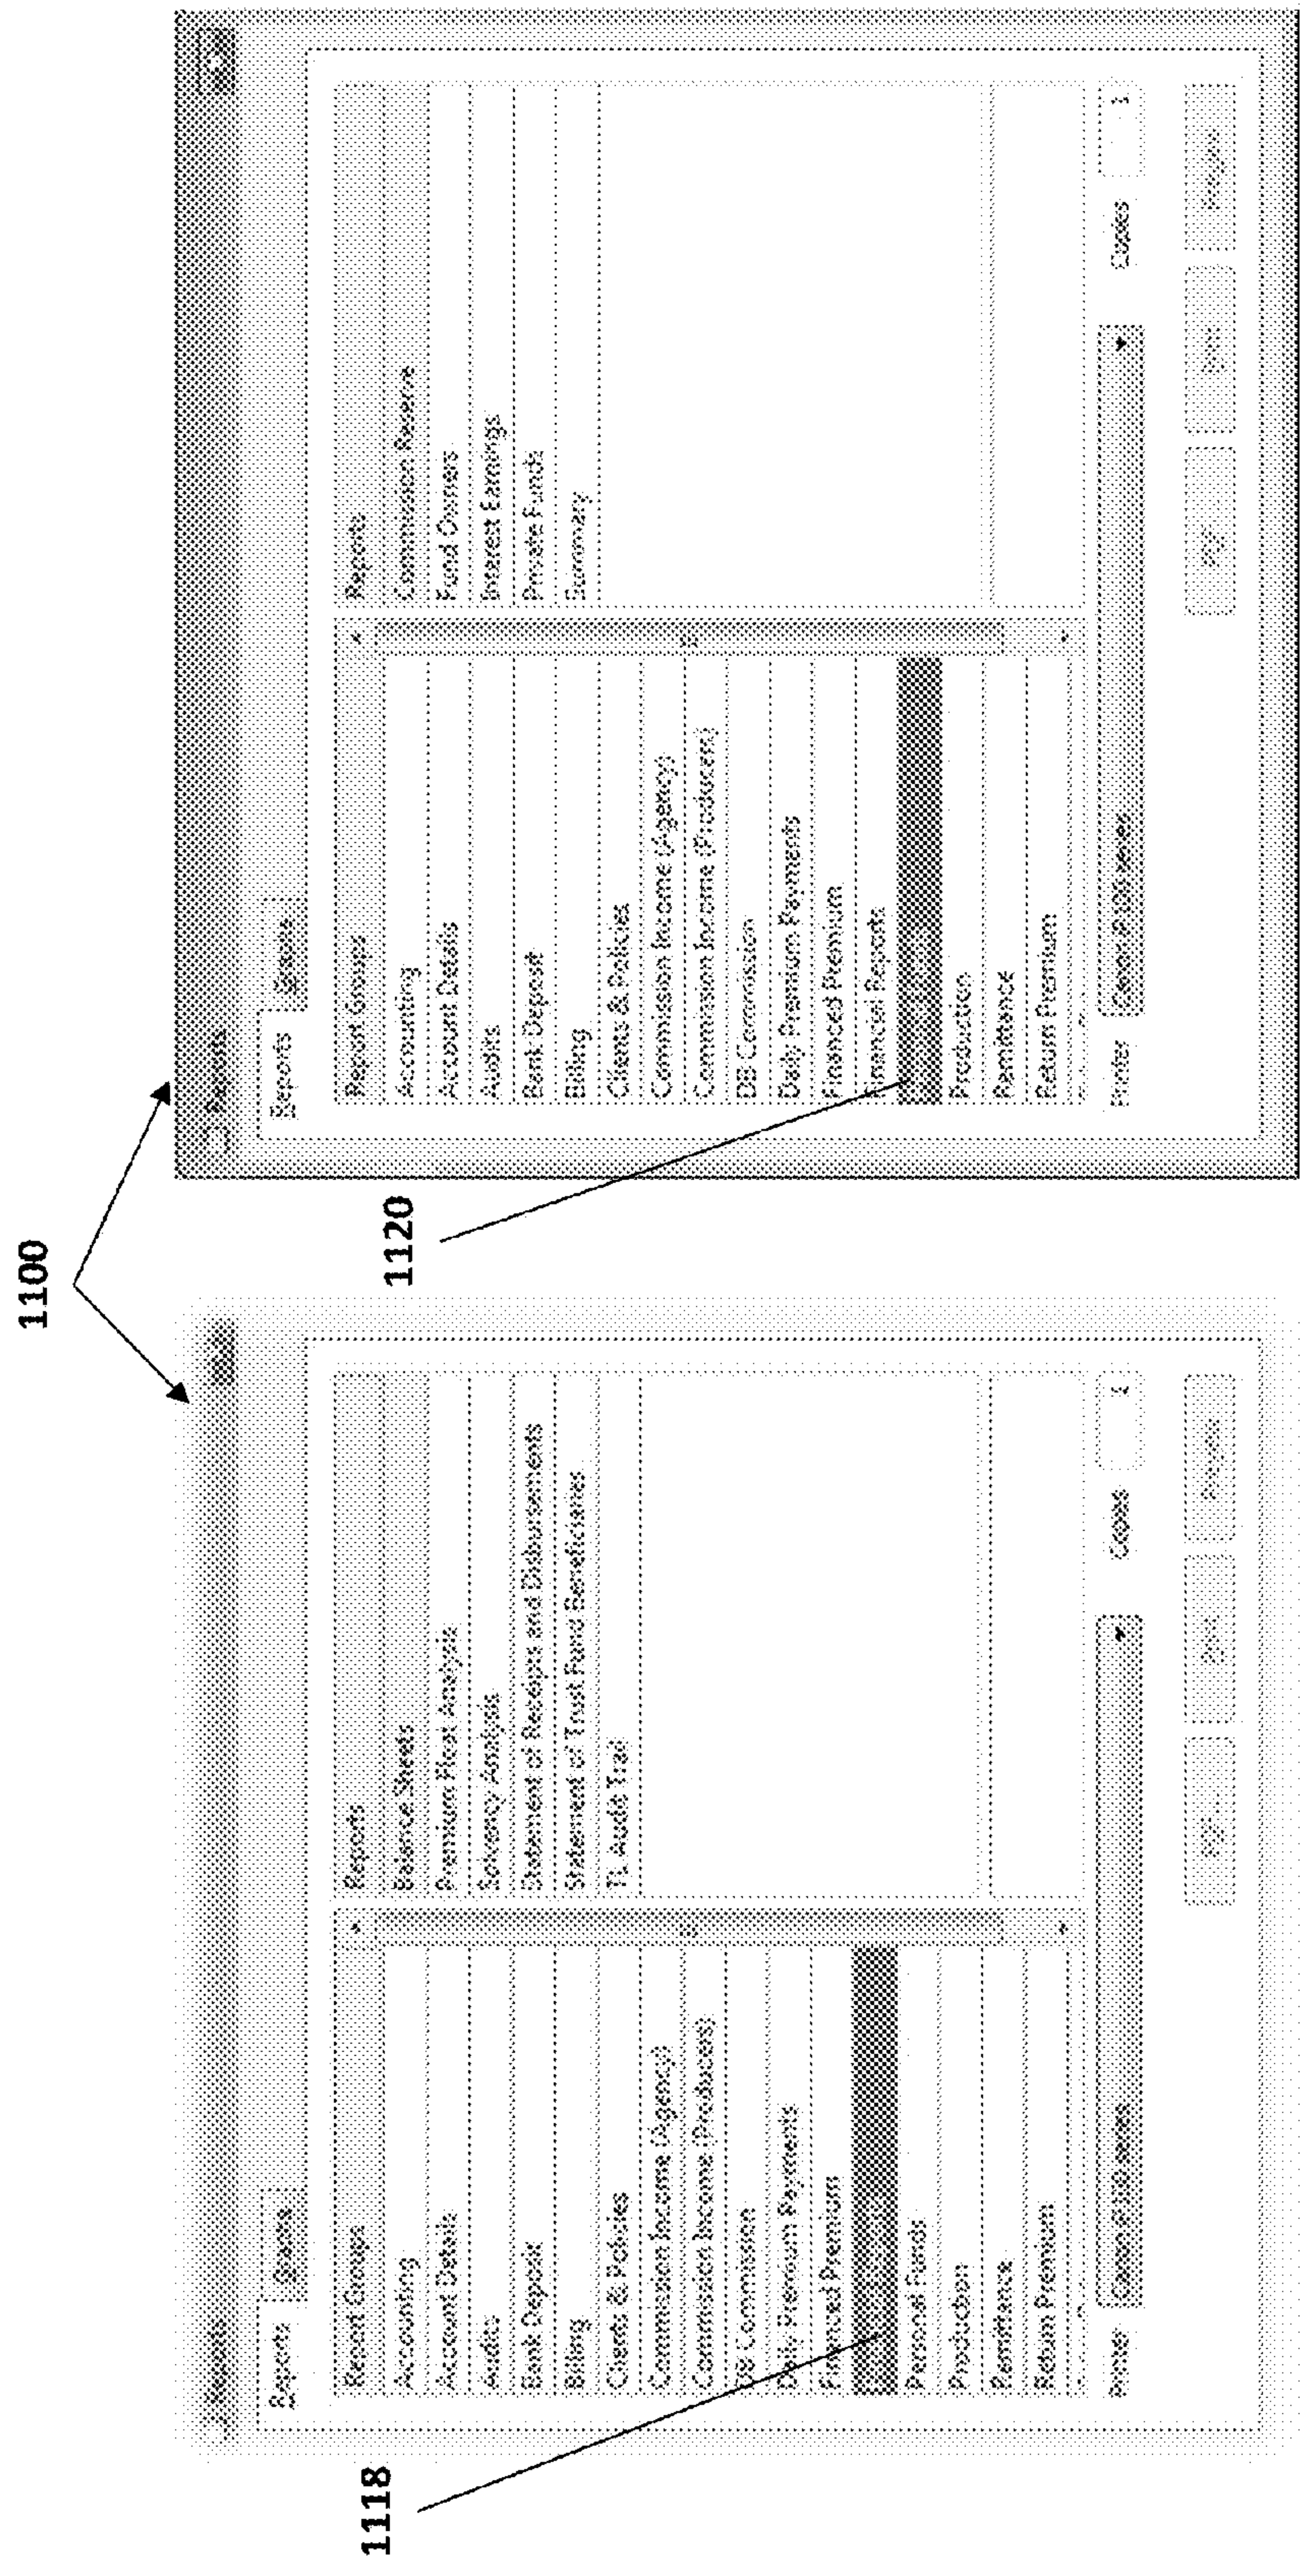 1100
1118
Reports
Reports
Report Groups
Accounting
Account Details
Audits
Bank Deposit
Billing
Clients & Policies
Commission Income (Agency)
Commission Income (Producers)
DB Commission
Daily Premium Payments
Financed Premium
Personal Funds
Production
Remittance
Return Premium
Reports
Balance Sheets
Premium Float Analysis
Solvency Analysis
Statement of Receipts and Disbursements
Statement of Trust Fund Beneficiaries
TL Audit Trail
Printer
Copies 1
PDF
Print
1120
Reports
Reports
Report Groups
Accounting
Account Details
Audits
Bank Deposit
Billing
Clients & Policies
Commission Income (Agency)
Commission Income (Producers)
DB Commission
Daily Premium Payments
Financed Premium
Financial Reports
Production
Remittance
Return Premium
Reports
Commission Reserve
Fund Owners
Interest Earnings
Private Funds
Summary
Printer
Copies 1
PDF
Print